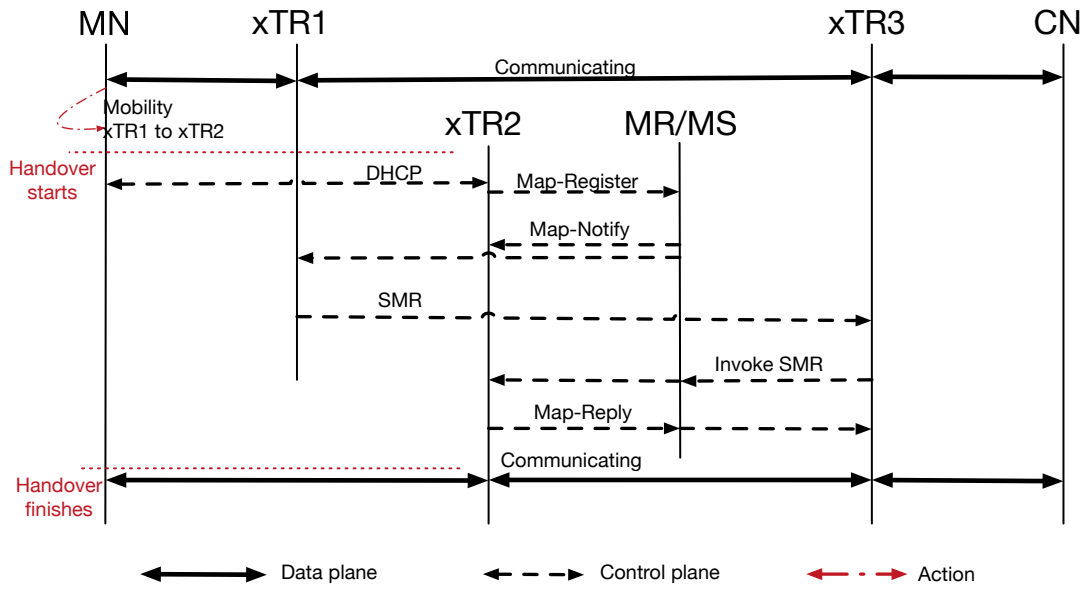 MN xTR1 xTR3 CN
Communicating
Mobility
xTR1 to xTR2
xTR2 MR/MS
Handover
starts
DHCP
Map-Register
Map-Notify
SMR
Invoke SMR
Map-Reply
Communicating
Handover
finishes
Data plane Control plane Action